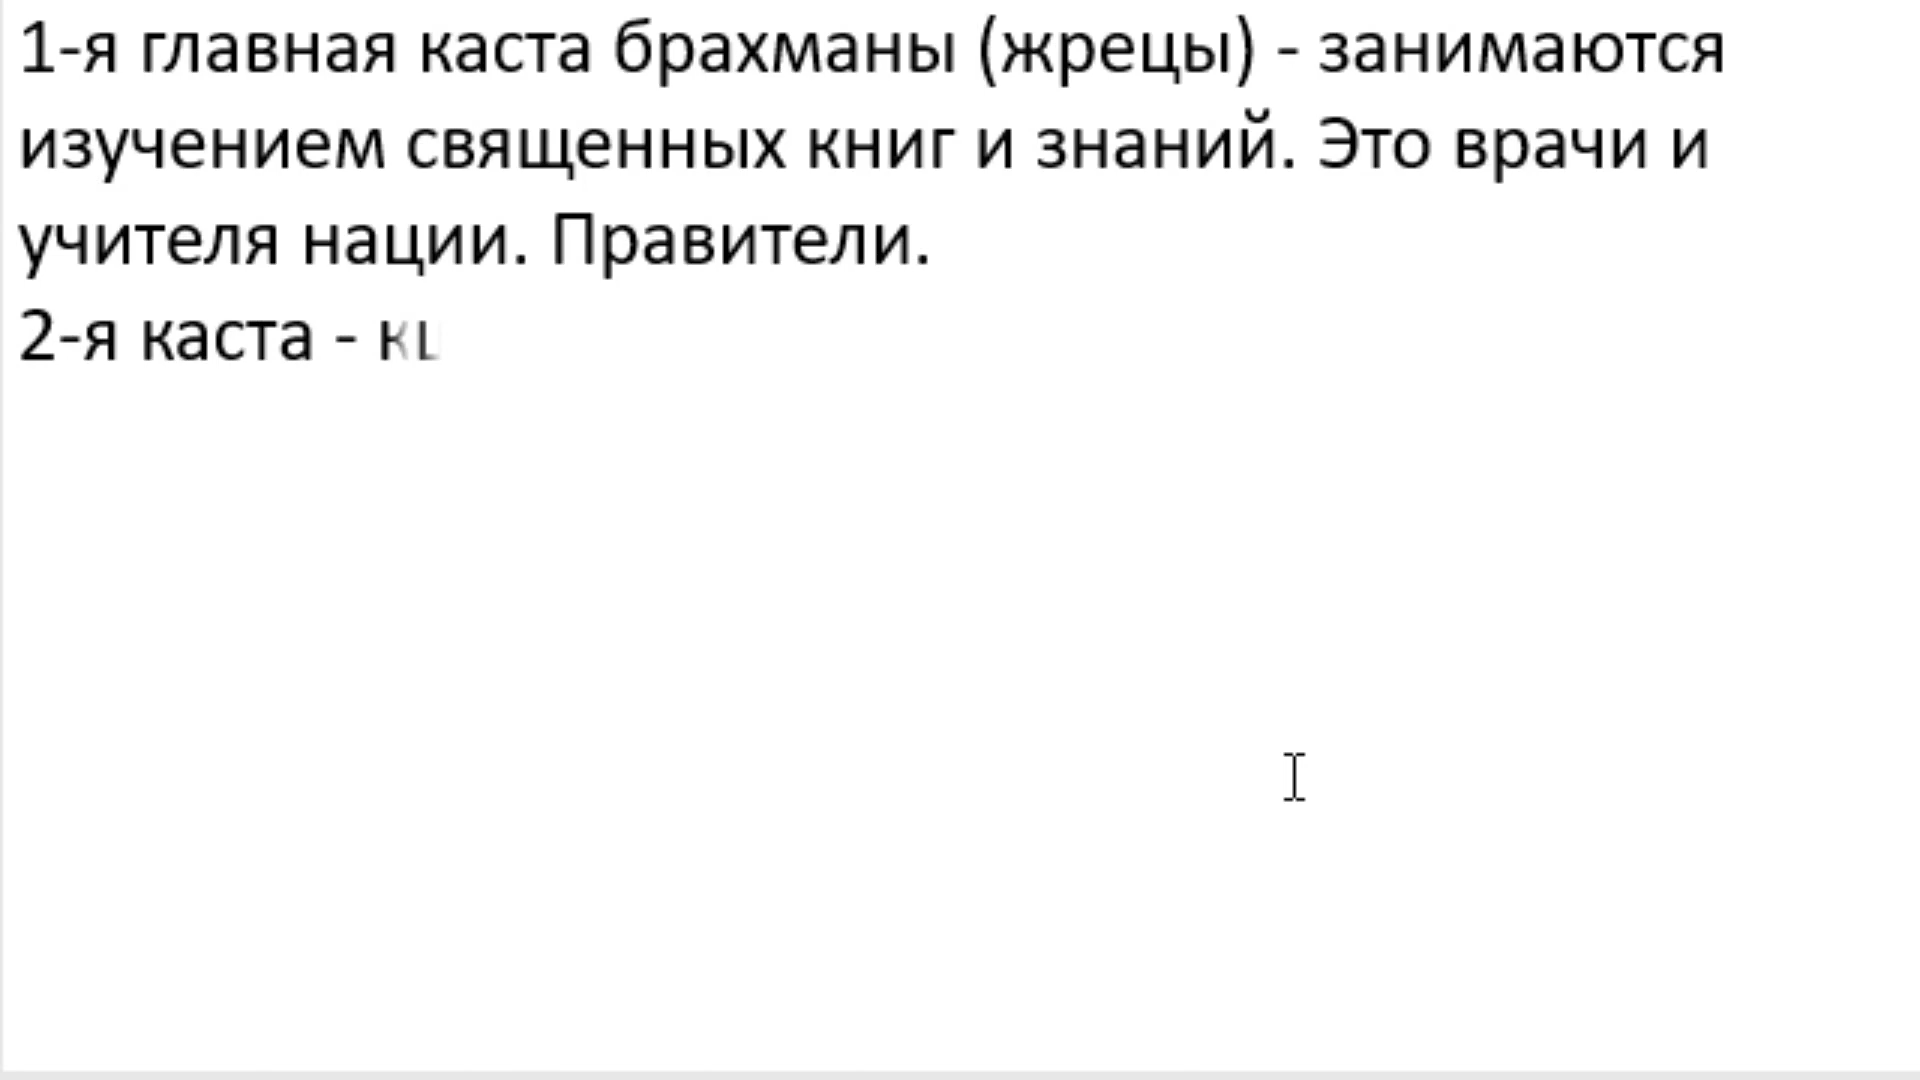 1-я главная каста брахманы (жрецы) - занимаются
изучением священных книг и знаний. Это врачи и
учителя нации. Правители.
2-я каста -